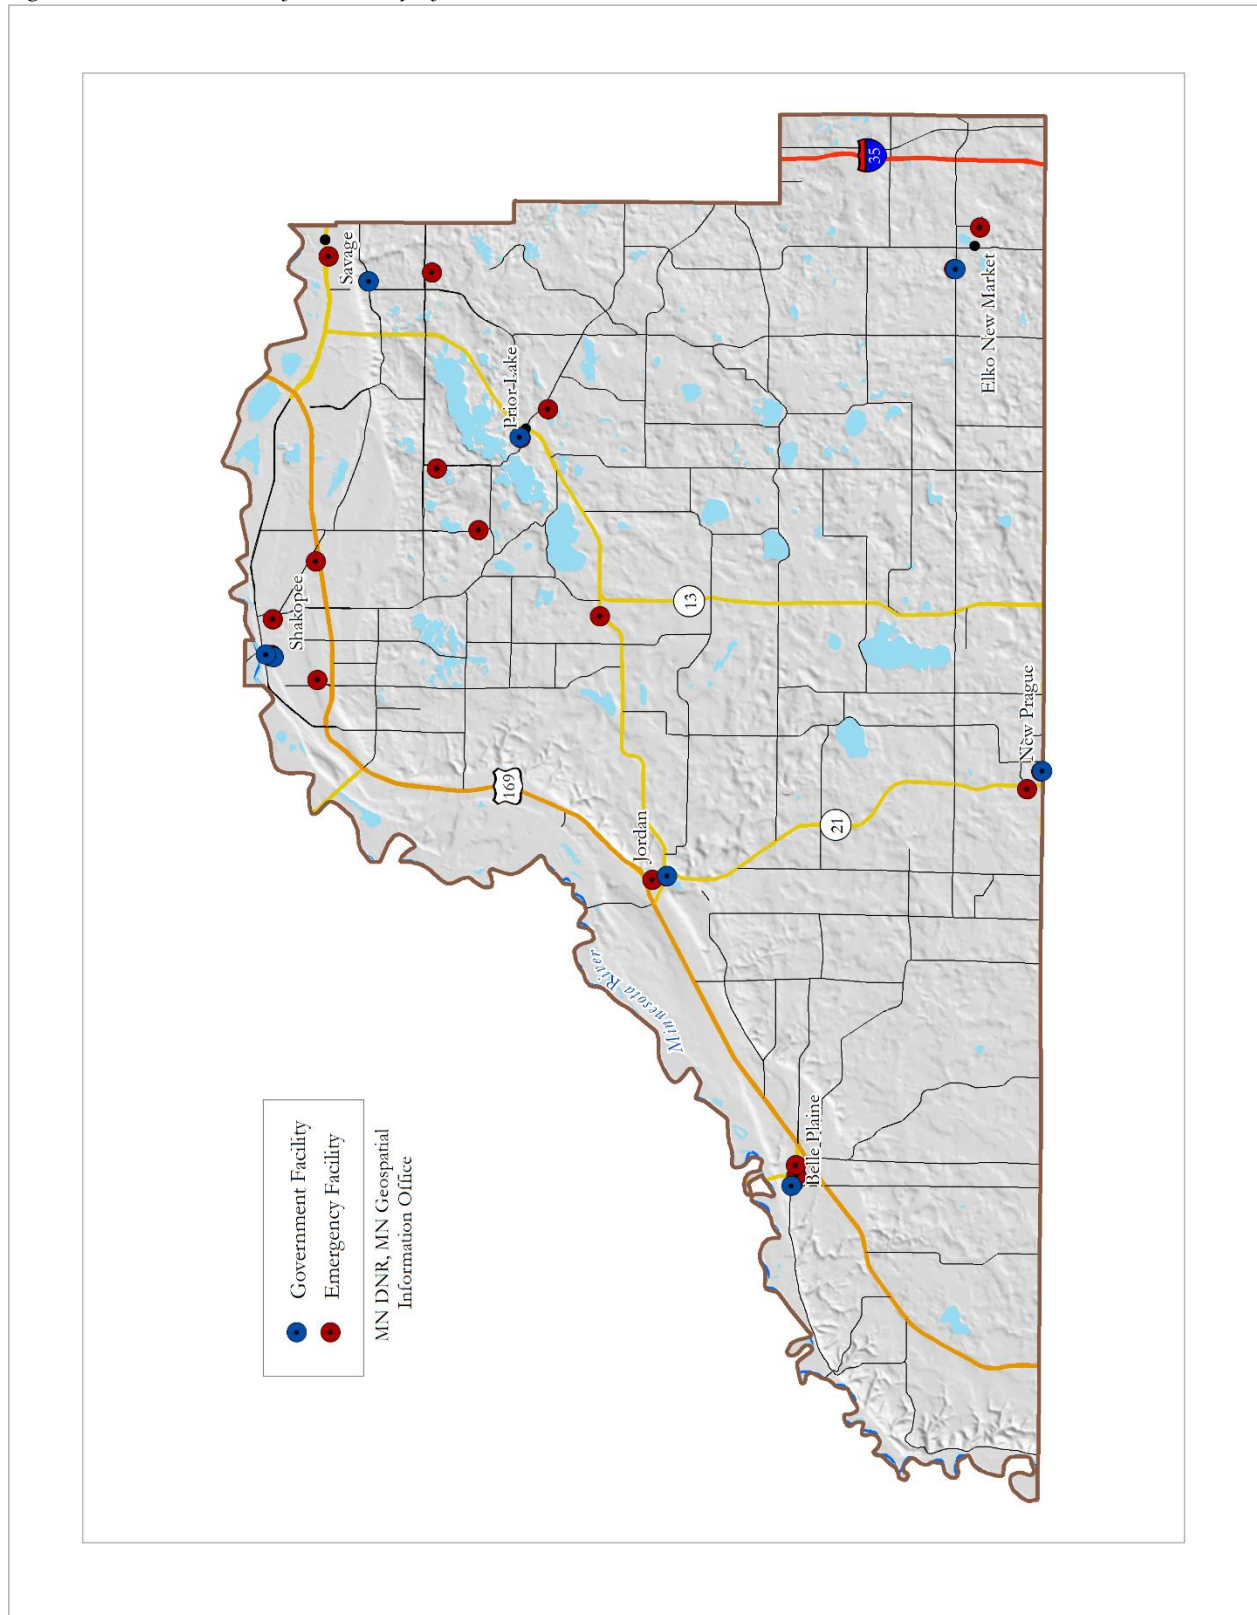 Government Facility
Emergency Facility
MN DNR, MN Geospatial
Information Office
Savage
Shakopee
Prior Lake
Jordan
Belle Plaine
New Prague
Elko New Market
Minnesota River
169
13
21
35